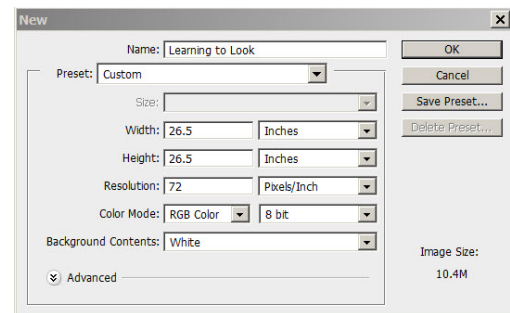 New
Name: Learning to Look
OK
Preset: Custom
Cancel
Size:
Save Preset...
Width: 26.5 Inches
Delete Preset...
Height: 26.5 Inches
Resolution: 72 Pixels/Inch
Color Mode: RGB Color 8 bit
Background Contents: White
Image Size:
Advanced
10.4M